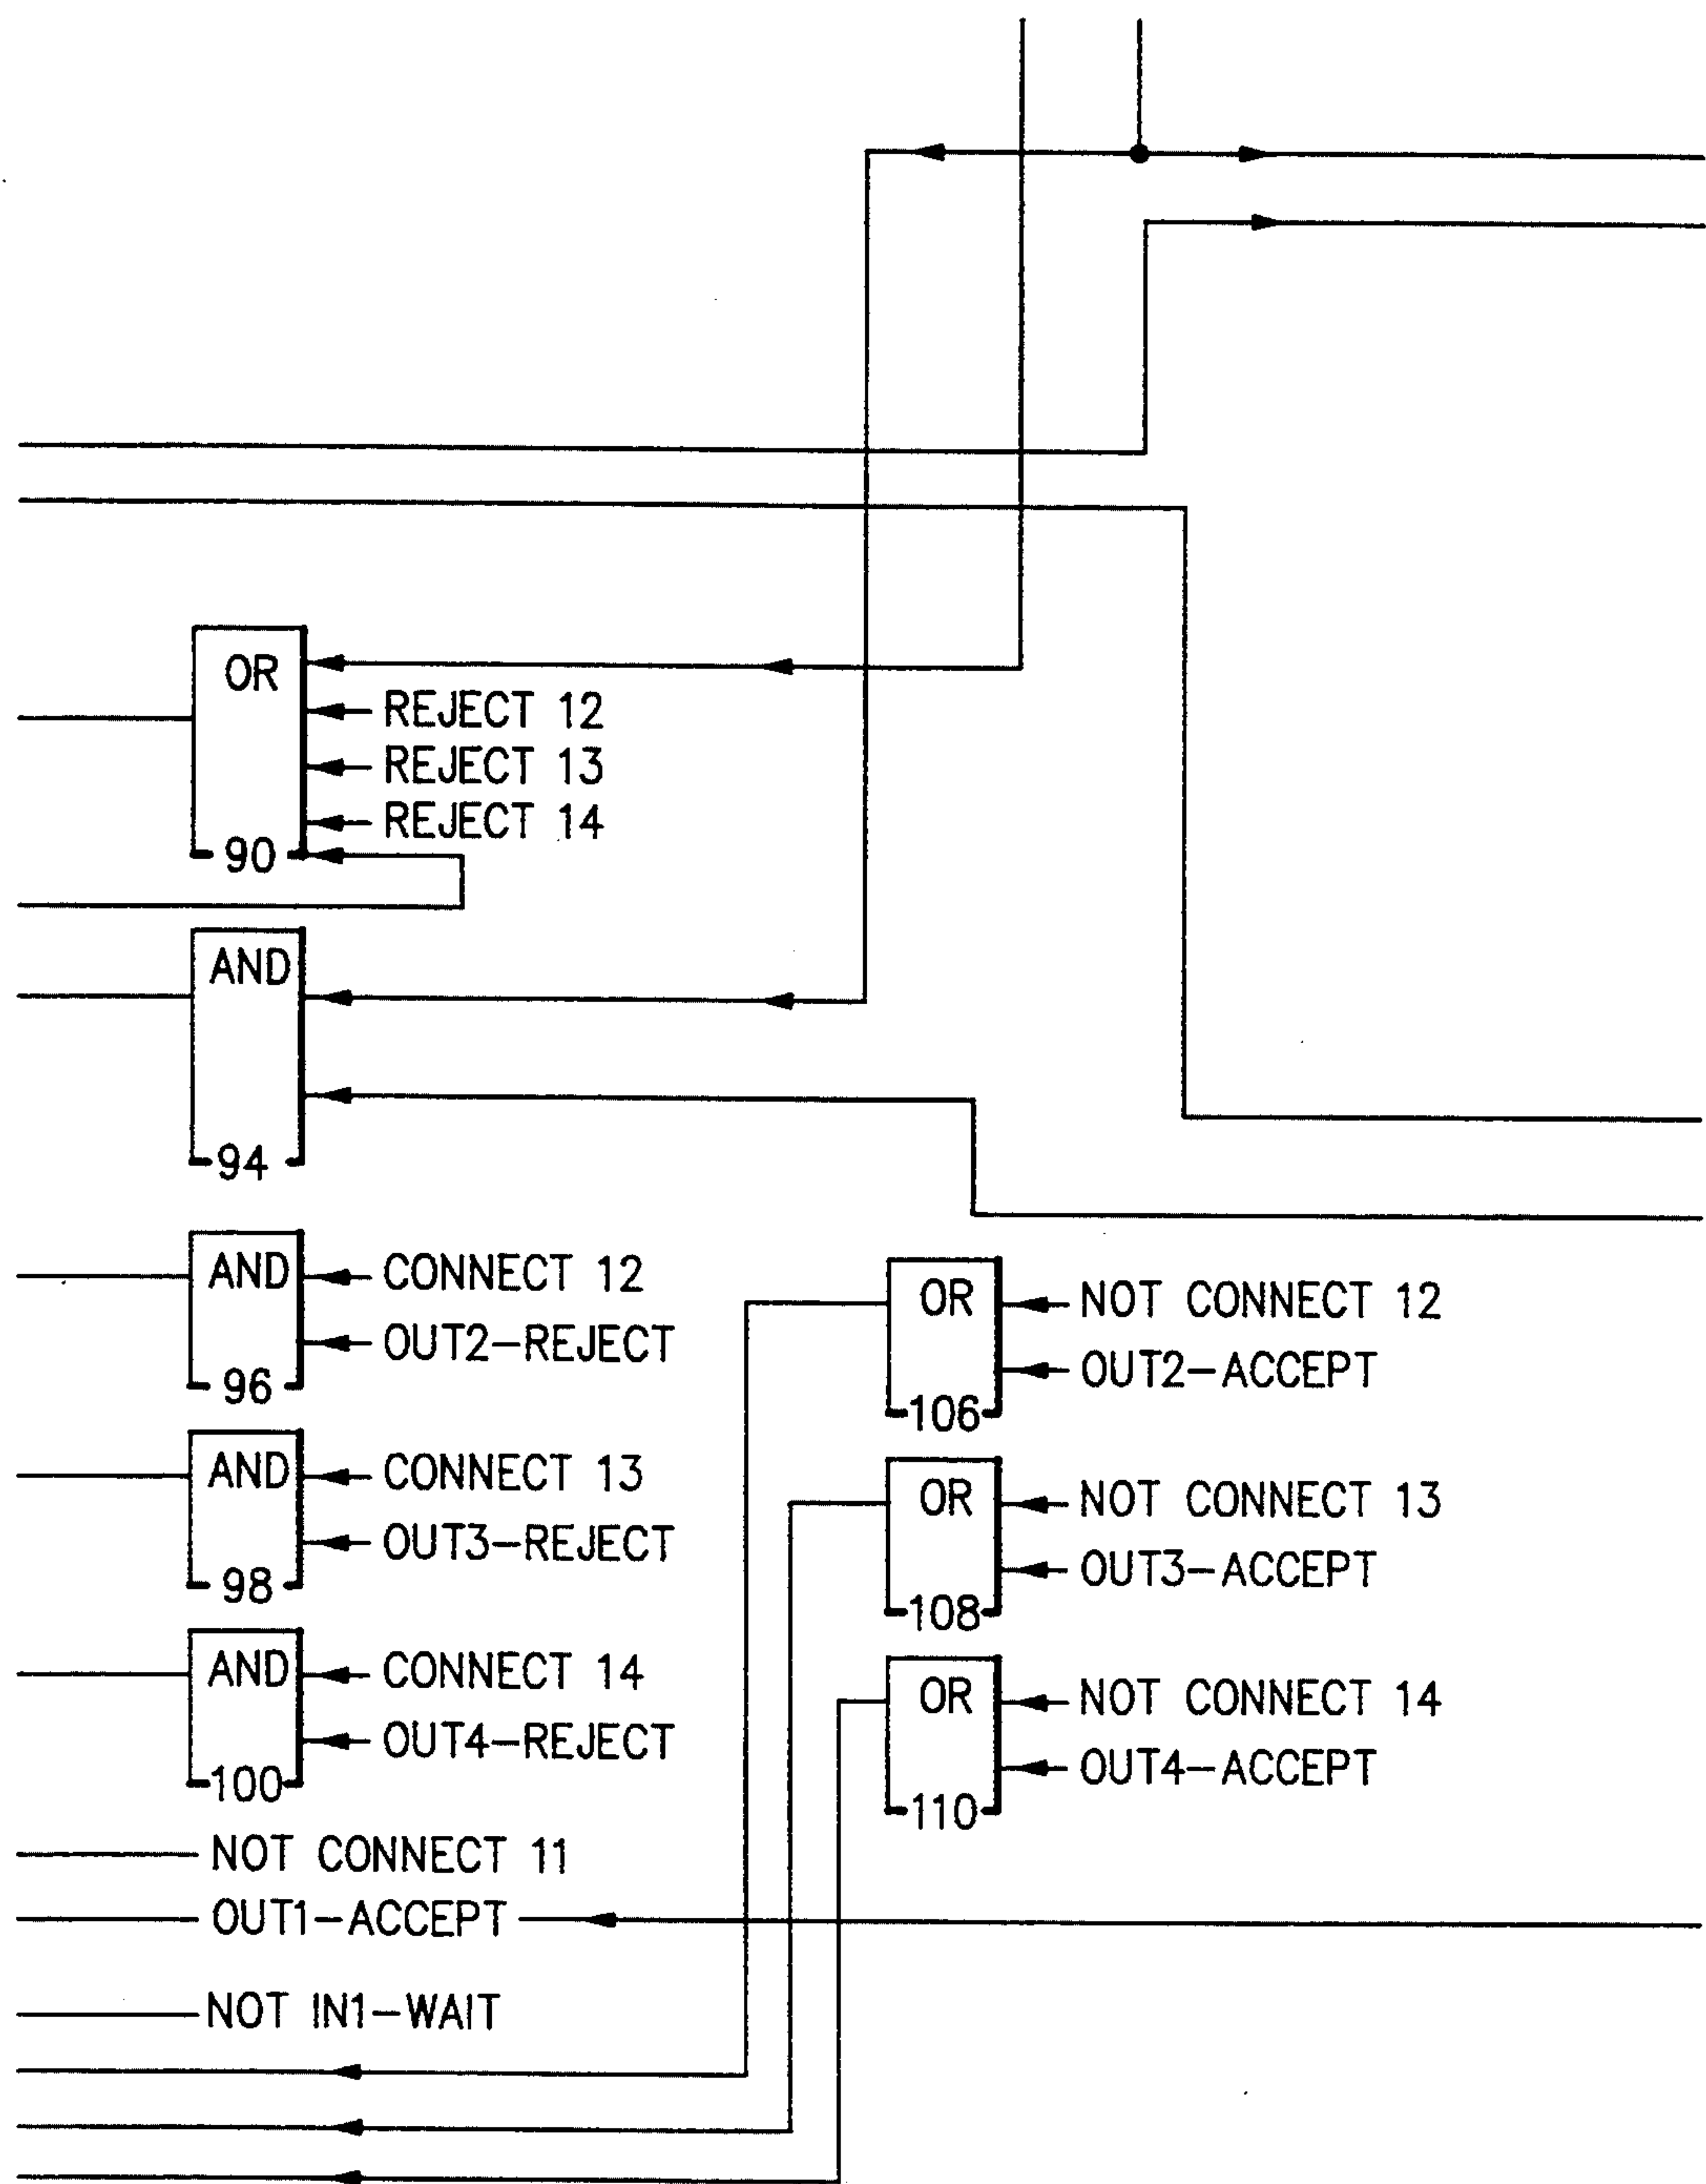 OR
REJECT 12
REJECT 13
REJECT 14
90
AND
94
AND
CONNECT 12
OUT2-REJECT
96
AND
CONNECT 13
OUT3-REJECT
98
AND
CONNECT 14
OUT4-REJECT
100
OR
NOT CONNECT 12
OUT2-ACCEPT
106
OR
NOT CONNECT 13
OUT3-ACCEPT
108
OR
NOT CONNECT 14
OUT4-ACCEPT
110
NOT CONNECT 11
OUT1-ACCEPT
NOT IN1-WAIT